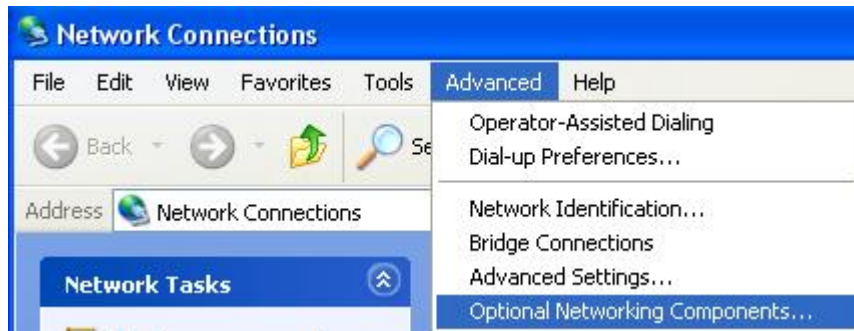 Network Connections
File Edit View Favorites Tools Advanced Help
Back
Operator-Assisted Dialing
Dial-up Preferences...
Address Network Connections
Network Identification...
Bridge Connections
Advanced Settings...
Network Tasks
Optional Networking Components...